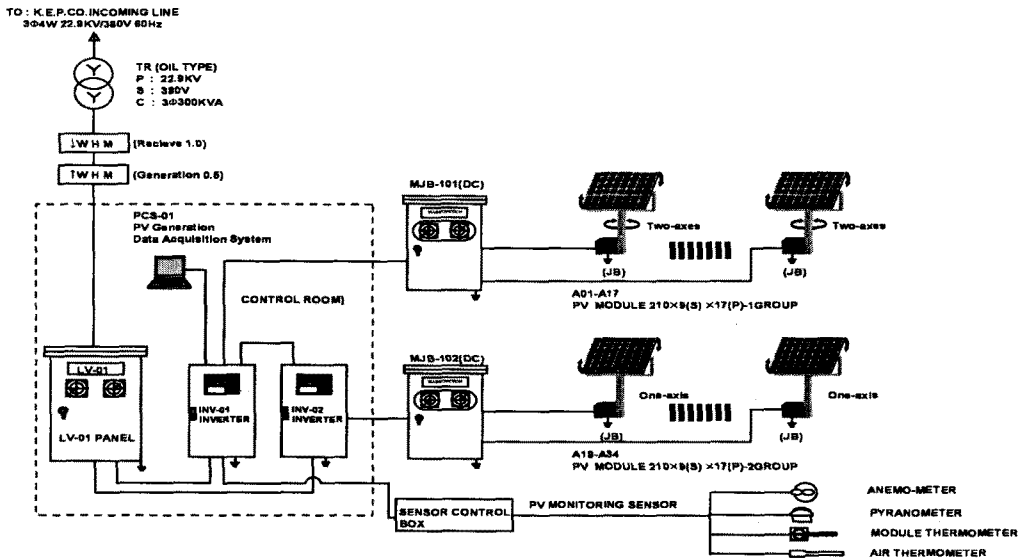 TO : K.E.P.CO.INCOMING LINE
3Φ4W 22.9KV/380V 60Hz
TR (OIL TYPE)
P : 22.9KV
S : 380V
C : 3Φ300KVA
↓W H M (Recieve 1.0)
↑W H M (Generation 0.5)
PCS-01
PV Generation
Data Acquisition System
CONTROL ROOM)
LV-01
LV-01 PANEL
INV-01
INVERTER
INV-02
INVERTER
MJB-101(DC)
Two-axes
Two-axes
(JB)
(JB)
A01-A17
PV MODULE 210×9(S) ×17(P)-1GROUP
MJB-102(DC)
One-axis
One-axis
(JB)
(JB)
A18-A34
PV MODULE 210×9(S) ×17(P)-2GROUP
SENSOR CONTROL
BOX
PV MONITORING SENSOR
ANEMO-METER
PYRANOMETER
MODULE THERMOMETER
AIR THERMOMETER